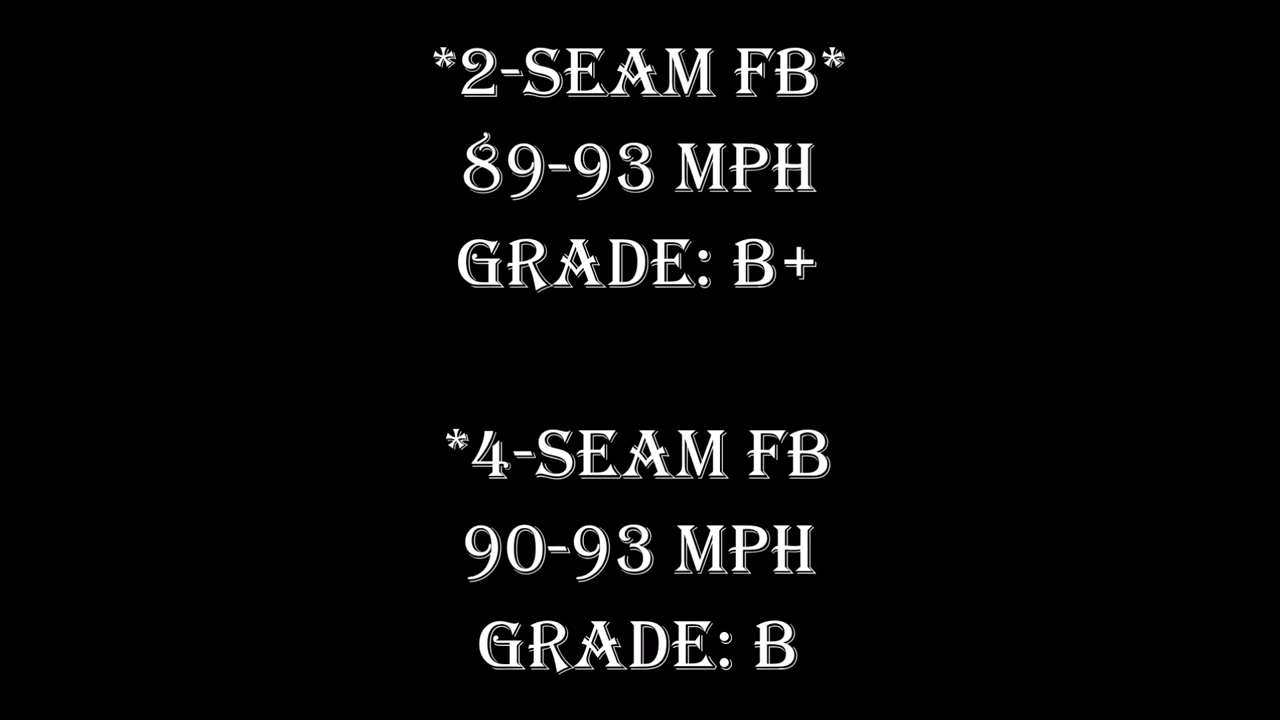 *2-SEAM FB*
89-93 MPH
GRADE: B+
*4-SEAM FB
90-93 MPH
GRADE: B